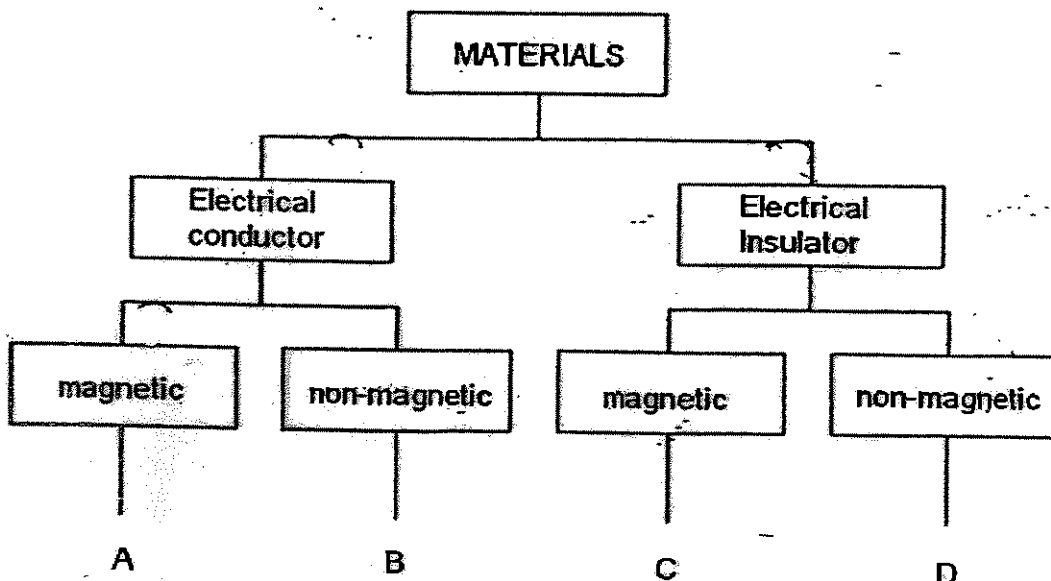 MATERIALS
Electrical
conductor
Electrical
Insulator
magnetic
non-magnetic
magnetic
non-magnetic
A
B
C
D